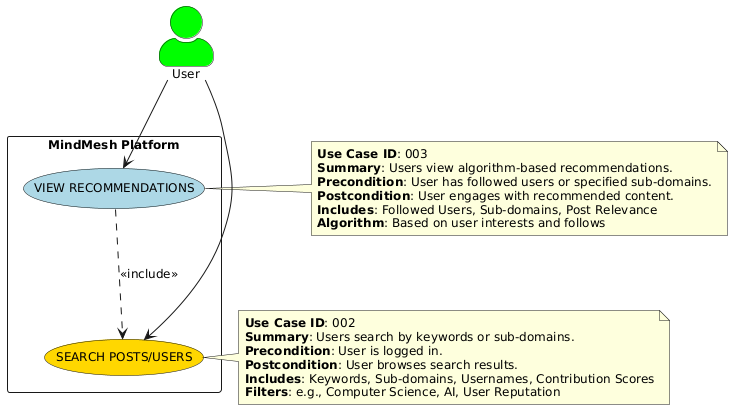 User
MindMesh Platform
VIEW RECOMMENDATIONS
Use Case ID: 003
Summary: Users view algorithm-based recommendations.
Precondition: User has followed users or specified sub-domains.
Postcondition: User engages with recommended content.
Includes: Followed Users, Sub-domains, Post Relevance
Algorithm: Based on user interests and follows
«include»
SEARCH POSTS/USERS
Use Case ID: 002
Summary: Users search by keywords or sub-domains.
Precondition: User is logged in.
Postcondition: User browses search results.
Includes: Keywords, Sub-domains, Usernames, Contribution Scores
Filters: e.g., Computer Science, AI, User Reputation